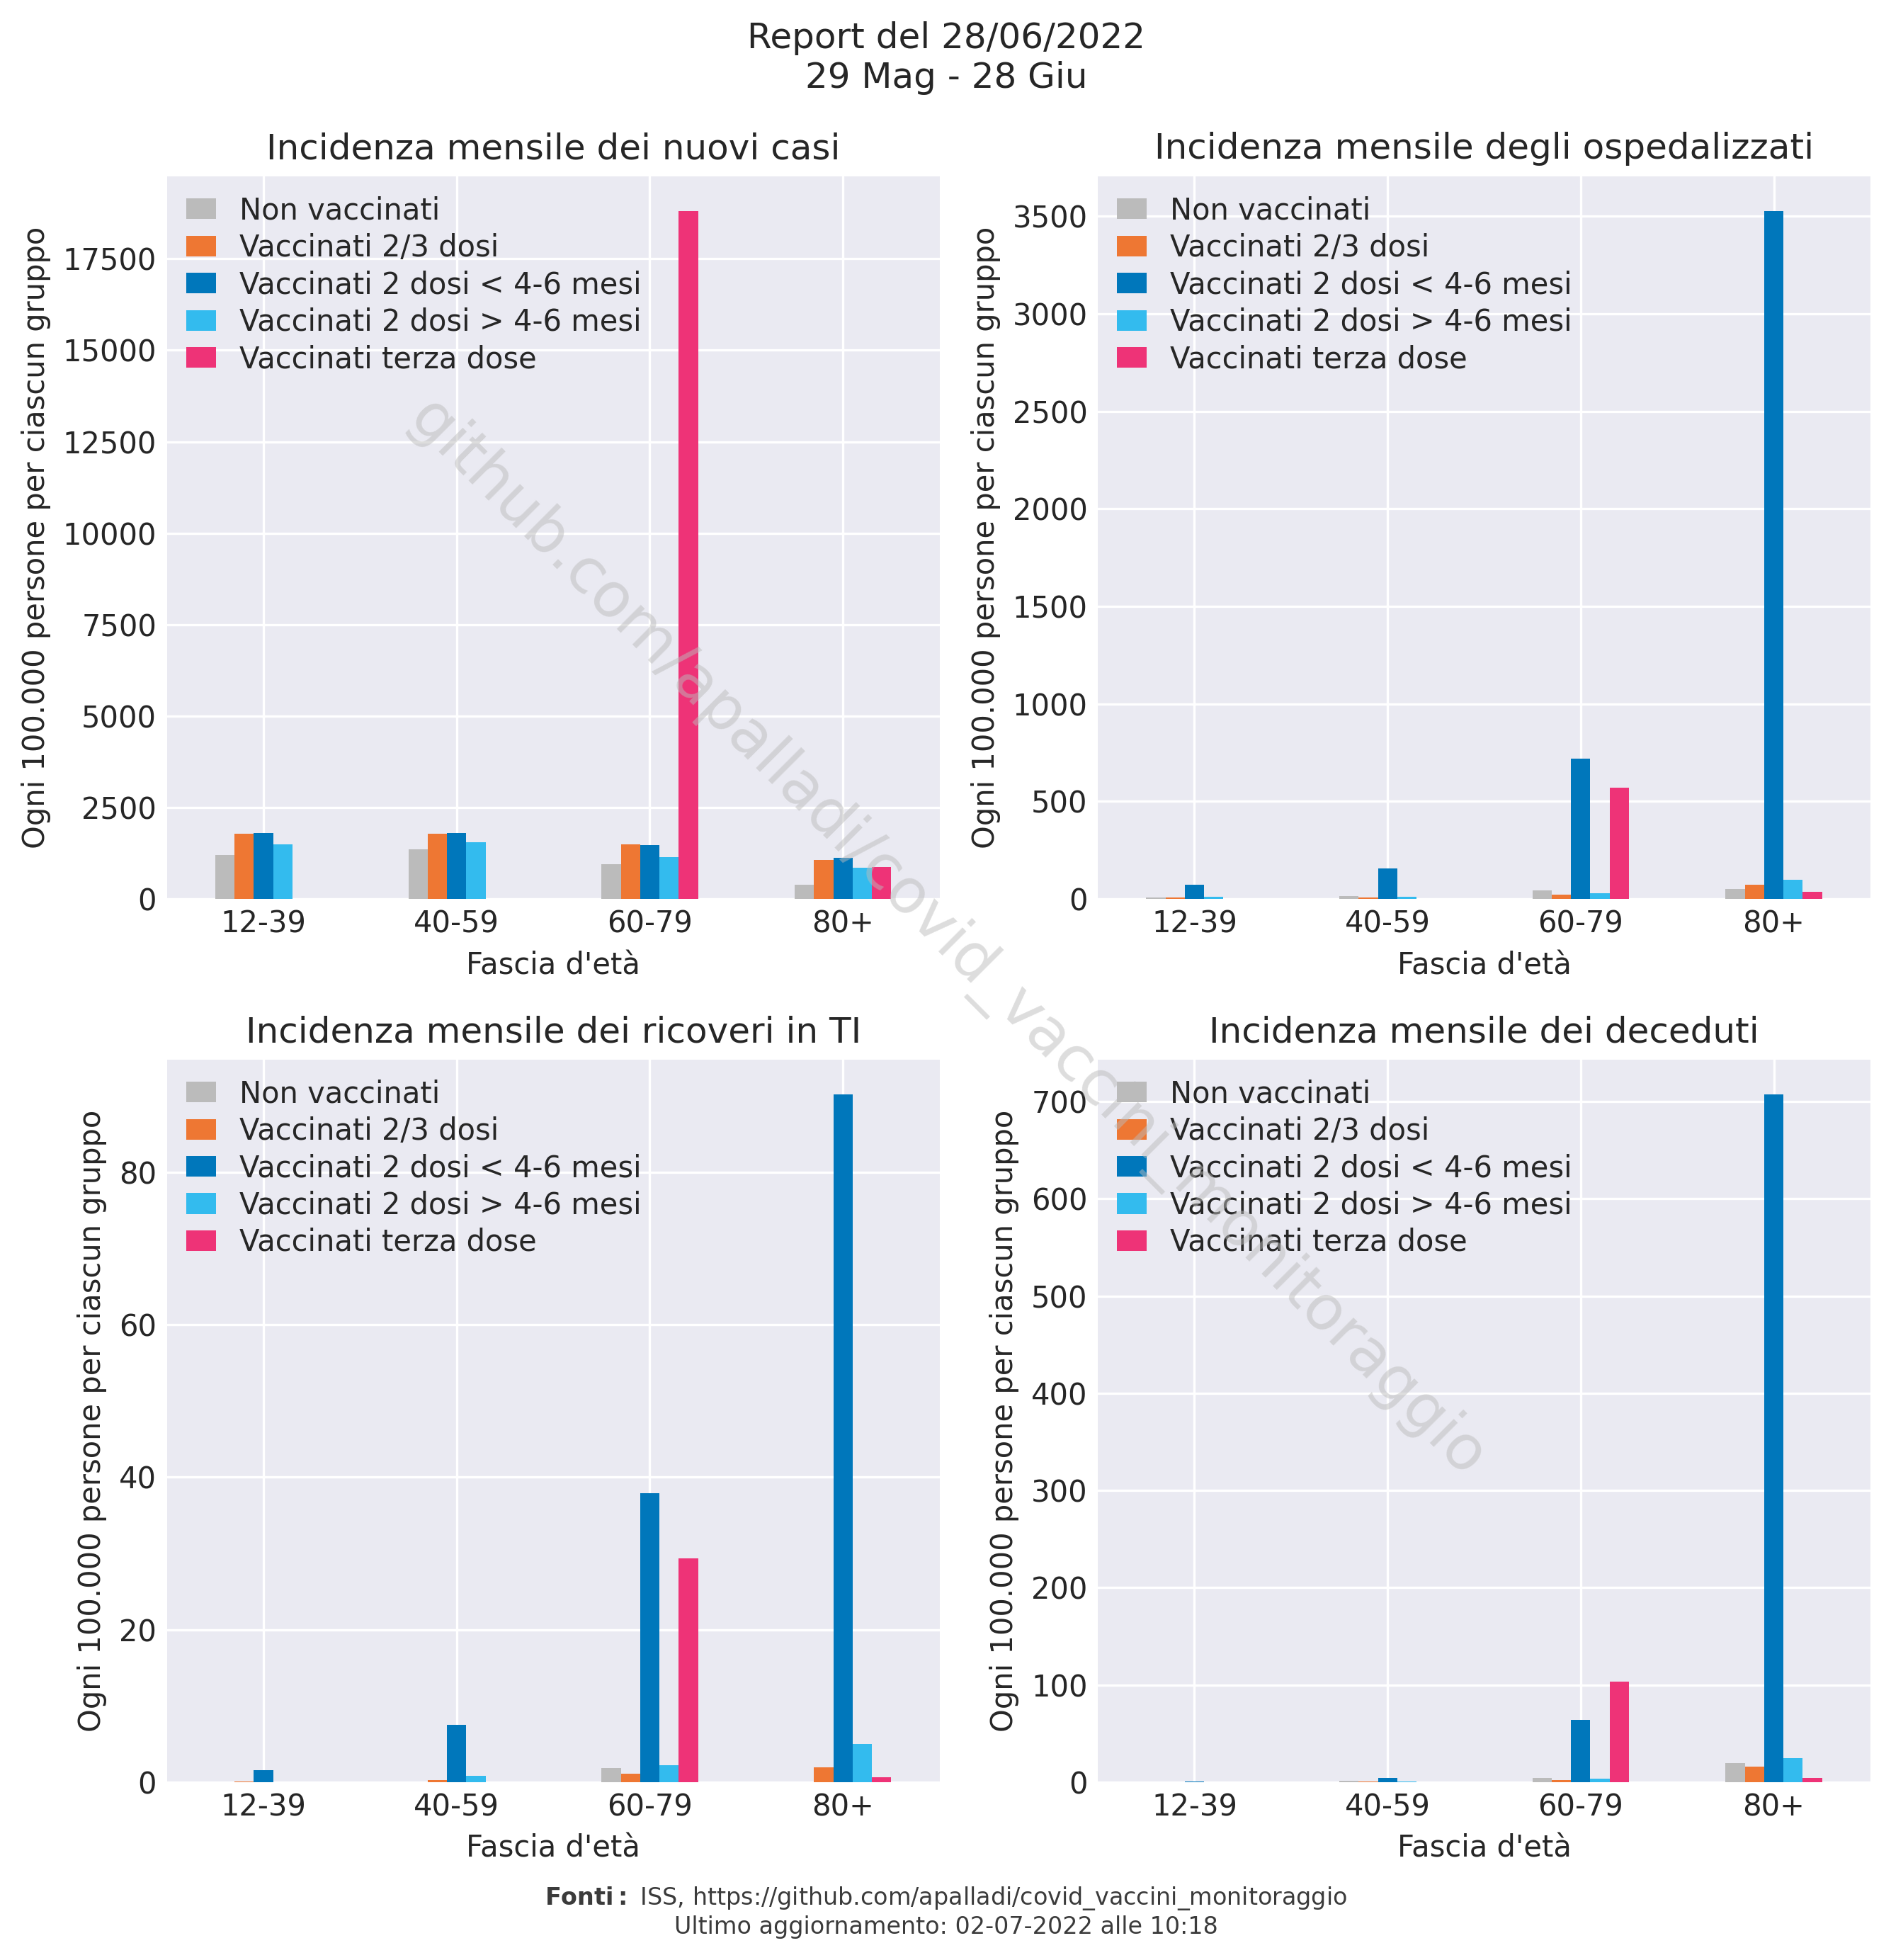 Report del 28/06/2022
29 Mag - 28 Giu
Incidenza mensile dei nuovi casi
Ogni 100.000 persone per ciascun gruppo
17500
15000
12500
10000
7500
5000
2500
0
Non vaccinati
Vaccinati 2/3 dosi
Vaccinati 2 dosi < 4-6 mesi
Vaccinati 2 dosi > 4-6 mesi
Vaccinati terza dose
12-39 40-59 60-79 80+
Fascia d'età
Incidenza mensile degli ospedalizzati
Ogni 100.000 persone per ciascun gruppo
3500
3000
2500
2000
1500
1000
500
0
Non vaccinati
Vaccinati 2/3 dosi
Vaccinati 2 dosi < 4-6 mesi
Vaccinati 2 dosi > 4-6 mesi
Vaccinati terza dose
12-39 40-59 60-79 80+
Fascia d'età
github.com/apalladi/covid_vaccini_monitoraggio
Incidenza mensile dei ricoveri in TI
Ogni 100.000 persone per ciascun gruppo
80
60
40
20
0
Non vaccinati
Vaccinati 2/3 dosi
Vaccinati 2 dosi < 4-6 mesi
Vaccinati 2 dosi > 4-6 mesi
Vaccinati terza dose
12-39 40-59 60-79 80+
Fascia d'età
Incidenza mensile dei deceduti
Ogni 100.000 persone per ciascun gruppo
700
600
500
400
300
200
100
0
Non vaccinati
Vaccinati 2/3 dosi
Vaccinati 2 dosi < 4-6 mesi
Vaccinati 2 dosi > 4-6 mesi
Vaccinati terza dose
12-39 40-59 60-79 80+
Fascia d'età
Fonti: ISS, https://github.com/apalladi/covid_vaccini_monitoraggio
Ultimo aggiornamento: 02-07-2022 alle 10:18